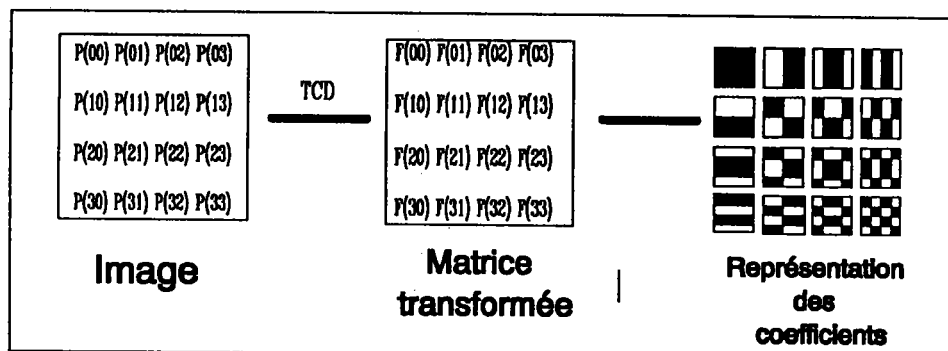 P(00) P(01) P(02) P(03)
P(10) P(11) P(12) P(13)
P(20) P(21) P(22) P(23)
P(30) P(31) P(32) P(33)
Image
TCD
F(00) F(01) F(02) F(03)
F(10) F(11) F(12) F(13)
F(20) F(21) F(22) F(23)
F(30) F(31) F(32) F(33)
Matrice
transformée
Représentation
des
coefficients